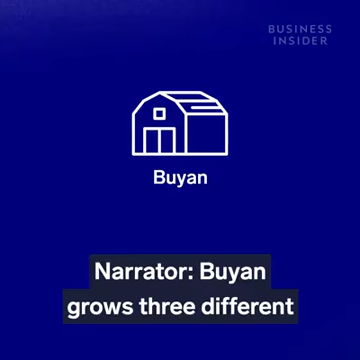 BUSINESS
INSIDER
Buyan
Narrator: Buyan
grows three different